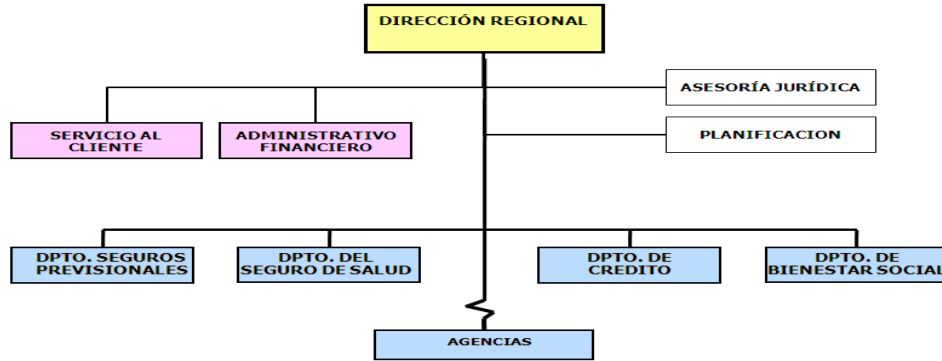 DIRECCIÓN REGIONAL
ASESORÍA JURÍDICA
SERVICIO AL
CLIENTE
ADMINISTRATIVO
FINANCIERO
PLANIFICACION
DPTO. SEGUROS
PREVISIONALES
DPTO. DEL
SEGURO DE SALUD
DPTO. DE
CREDITO
DPTO. DE
BIENESTAR SOCIAL
AGENCIAS